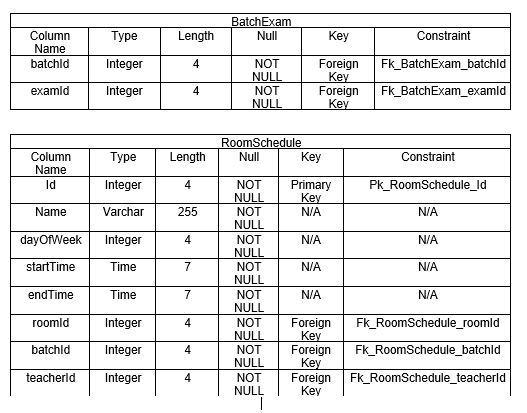 BatchExam
Column Name Type Length Null Key Constraint
batchId Integer 4 NOT NULL Foreign Key Fk_BatchExam_batchId
examId Integer 4 NOT NULL Foreign Key Fk_BatchExam_examId
RoomSchedule
Column Name Type Length Null Key Constraint
Id Integer 4 NOT NULL Primary Key Pk_RoomSchedule_Id
Name Varchar 255 NOT NULL N/A N/A
dayOfWeek Integer 4 NOT NULL N/A N/A
startTime Time 7 NOT NULL N/A N/A
endTime Time 7 NOT NULL N/A N/A
roomId Integer 4 NOT NULL Foreign Key Fk_RoomSchedule_roomId
batchId Integer 4 NOT NULL Foreign Key Fk_RoomSchedule_batchId
teacherId Integer 4 NOT NULL Foreign Key Fk_RoomSchedule_teacherId